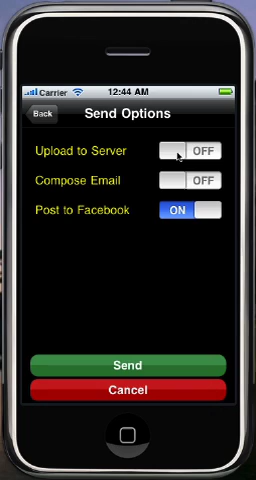 Carrier 12:44 AM
Back Send Options
Upload to Server OFF
Compose Email OFF
Post to Facebook ON
Send
Cancel